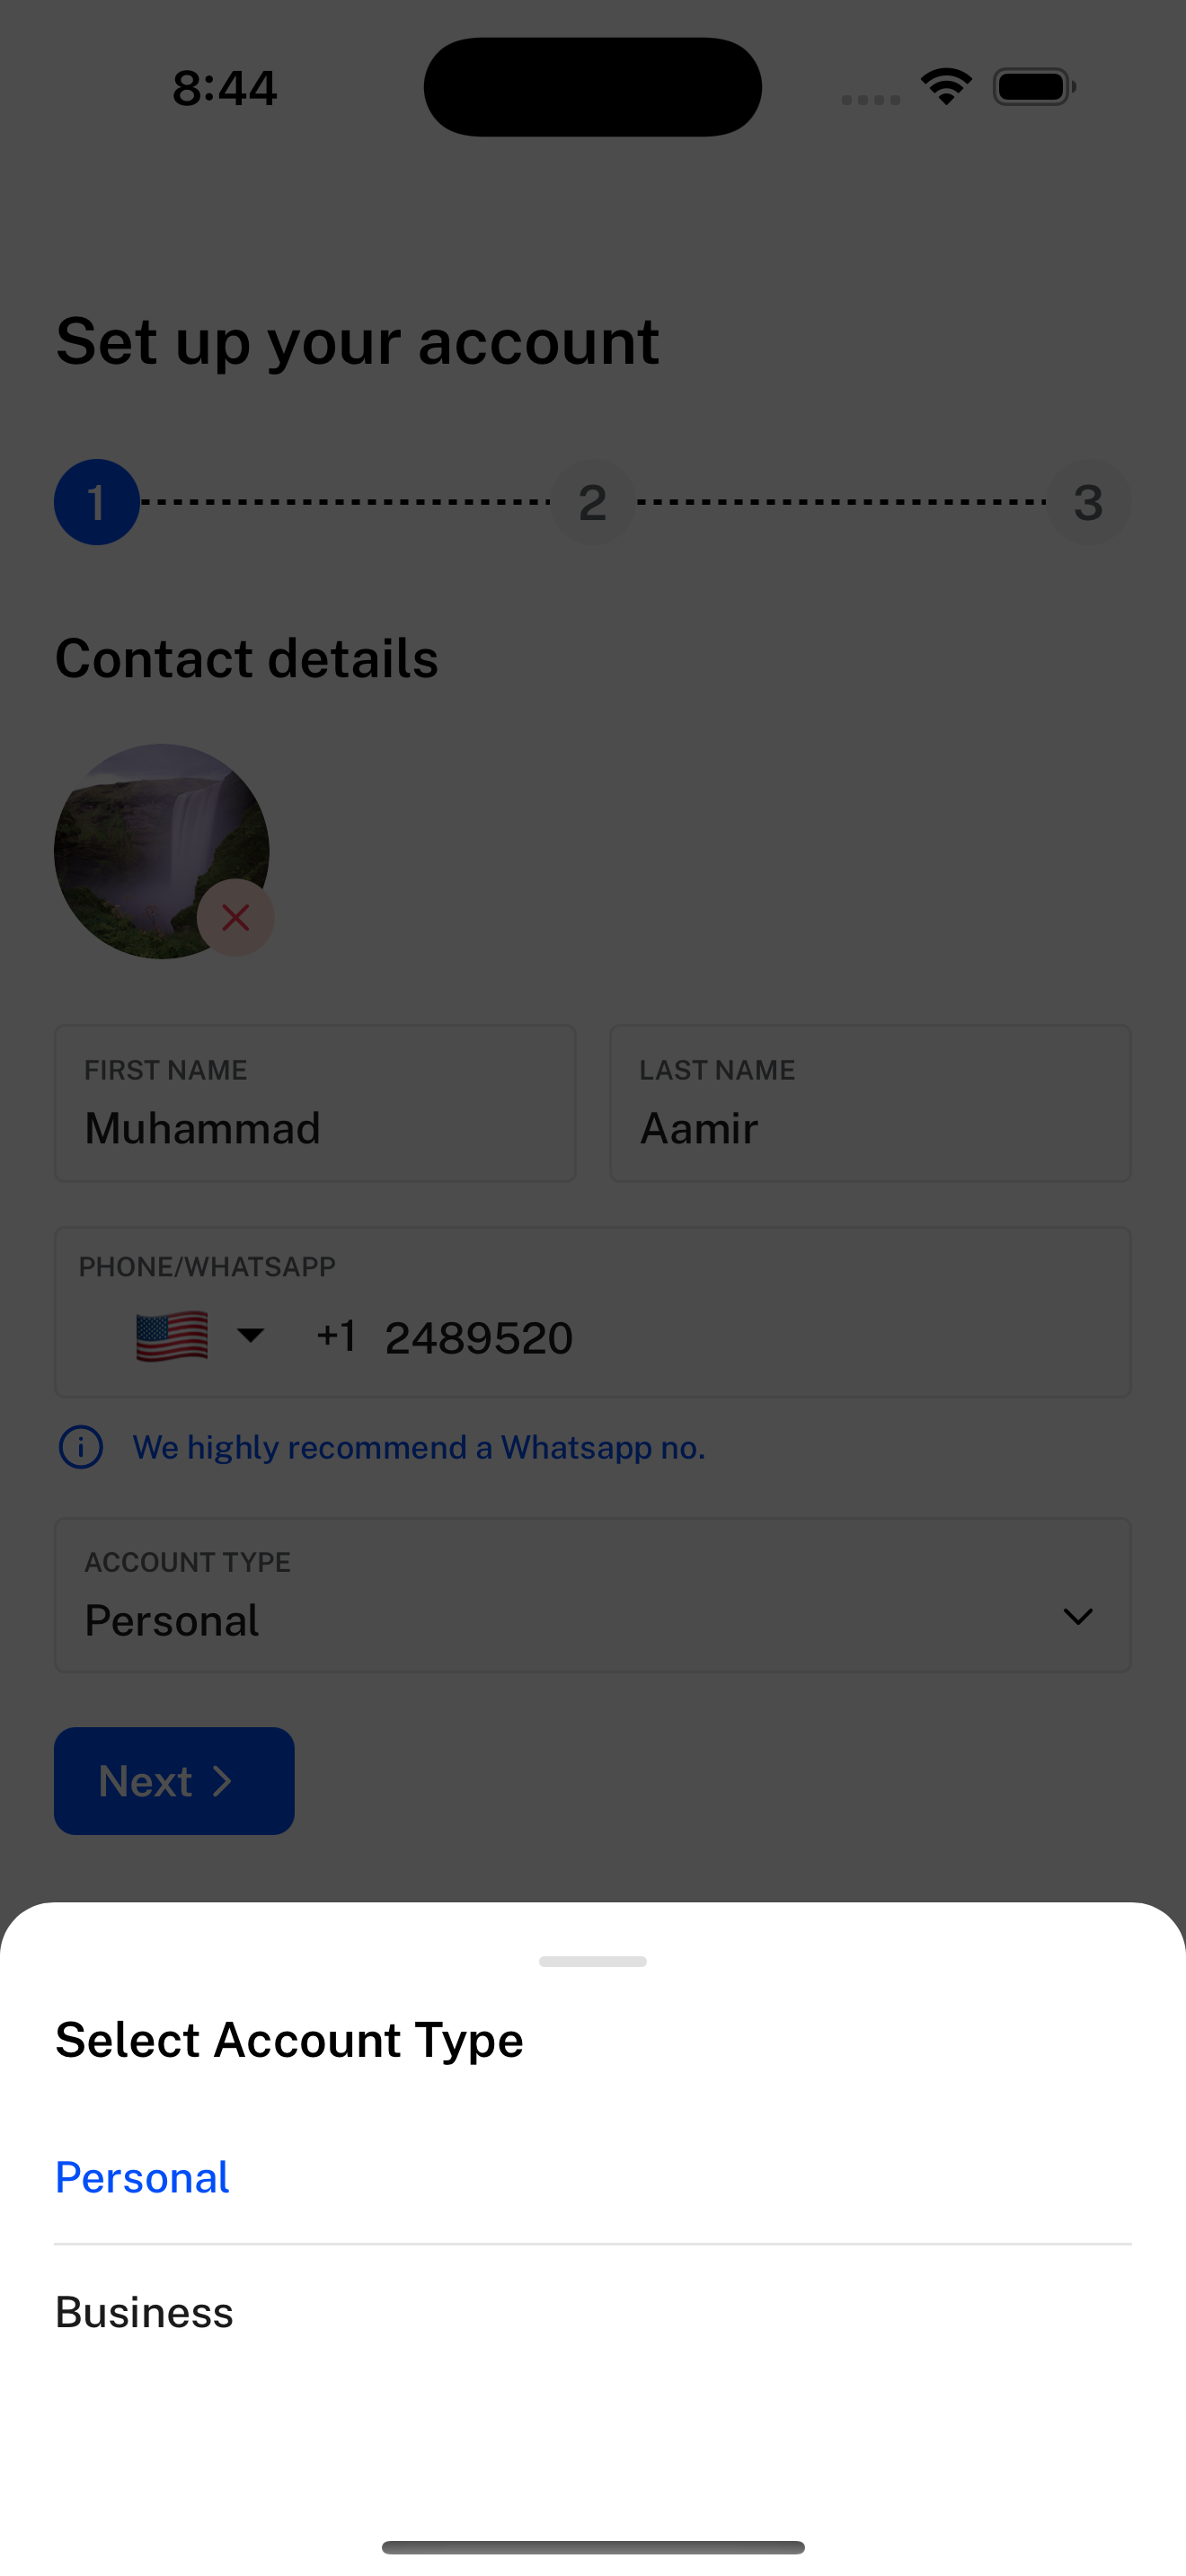 8:44
Set up your account
1
2
3
Contact details
FIRST NAME
Muhammad
LAST NAME
Aamir
PHONE/WHATSAPP
+1 2489520
We highly recommend a Whatsapp no.
ACCOUNT TYPE
Personal
Next
Select Account Type
Personal
Business